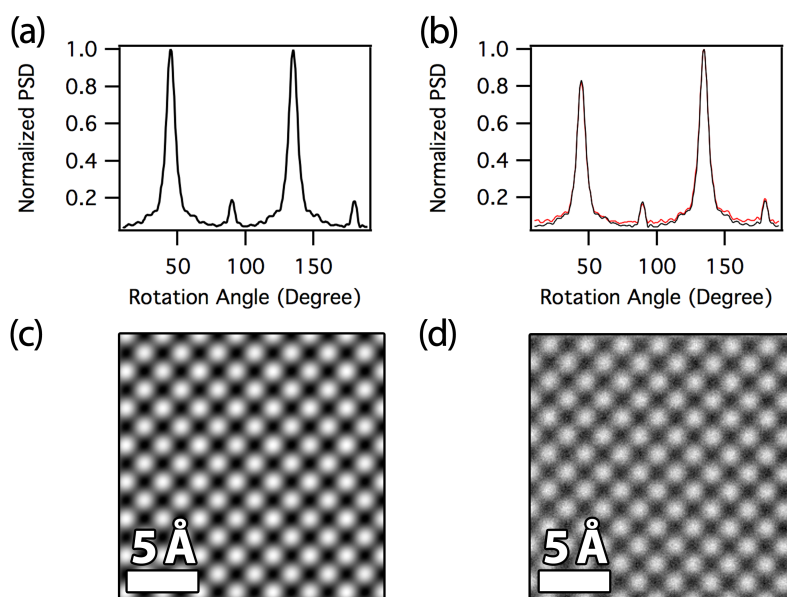 (a)
Normalized PSD
1.0
0.8
0.6
0.4
0.2
50
100
150
Rotation Angle (Degree)
(b)
Normalized PSD
1.0
0.8
0.6
0.4
0.2
50
100
150
Rotation Angle (Degree)
(c)
5 Å
(d)
5 Å